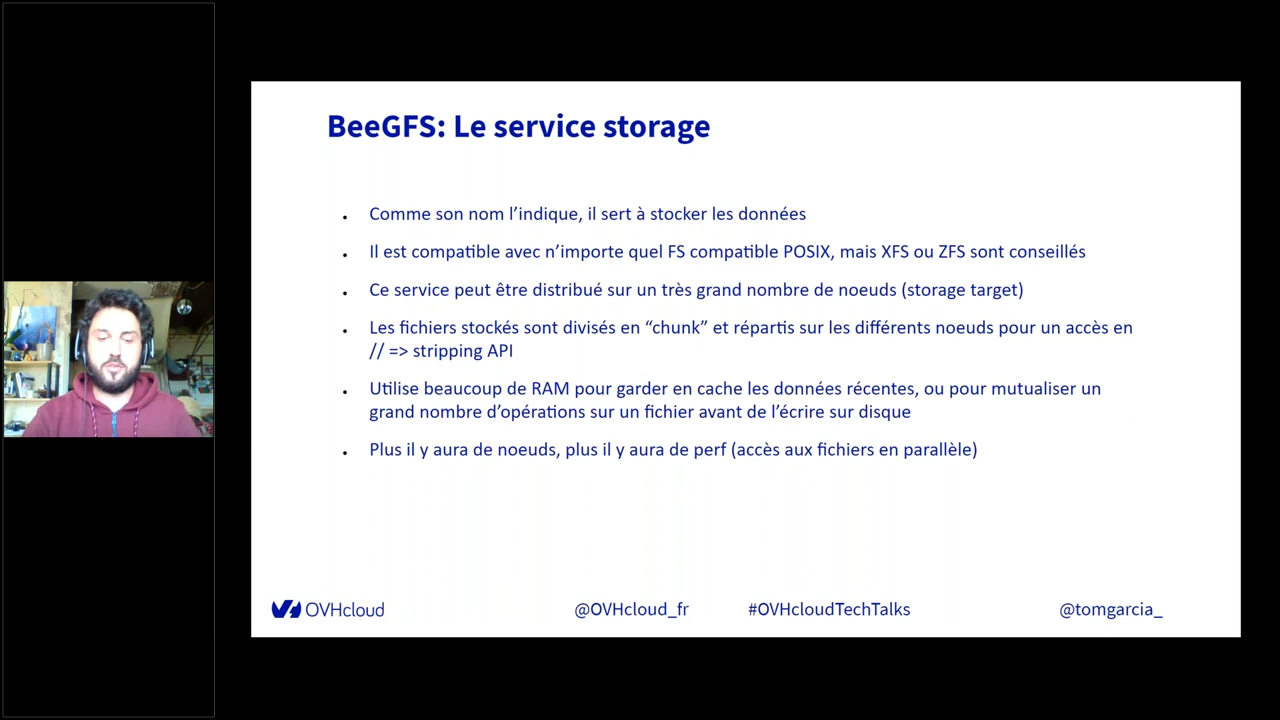 BeeGFS: Le service storage
• Comme son nom l’indique, il sert à stocker les données
• Il est compatible avec n’importe quel FS compatible POSIX, mais XFS ou ZFS sont conseillés
• Ce service peut être distribué sur un très grand nombre de noeuds (storage target)
• Les fichiers stockés sont divisés en “chunk” et répartis sur les différents noeuds pour un accès en
// => stripping API
• Utilise beaucoup de RAM pour garder en cache les données récentes, ou pour mutualiser un
grand nombre d’opérations sur un fichier avant de l’écrire sur disque
• Plus il y aura de noeuds, plus il y aura de perf (accès aux fichiers en parallèle)
OVHcloud
@OVHcloud_fr
#OVHcloudTechTalks
@tomgarcia_